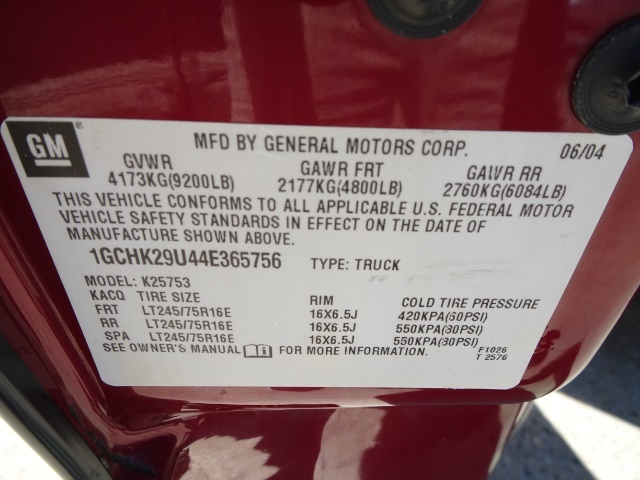 GM MFD BY GENERAL MOTORS CORP. 06/04
GVWR GAWR FRT GAWR RR
4173KG(9200LB) 2177KG(4800LB) 2760KG(6084LB)
THIS VEHICLE CONFORMS TO ALL APPLICABLE U.S. FEDERAL MOTOR
VEHICLE SAFETY STANDARDS IN EFFECT ON THE DATE OF
MANUFACTURE SHOWN ABOVE.
1GCHK29U44E365756 TYPE: TRUCK
MODEL: K25753
KACQ TIRE SIZE RIM COLD TIRE PRESSURE
FRT LT245/75R16E 16X6.5J 420KPA(60PSI)
RR LT245/75R16E 16X6.5J 550KPA(80PSI)
SPA LT245/75R16E 16X6.5J 550KPA(80PSI)
SEE OWNER'S MANUAL FOR MORE INFORMATION. F1026
T 2576